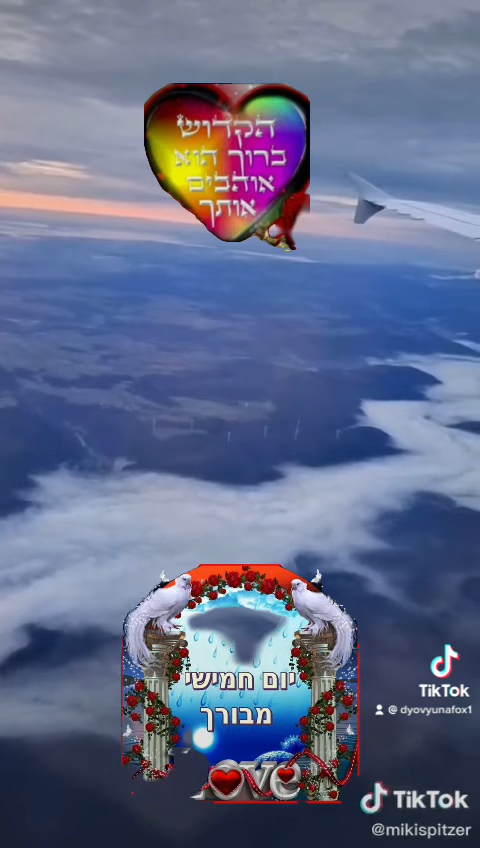 הקדוש
ברוך הוא
אוהבים
אותך
יום חמישי
מבורך
love
TikTok
@dyovyunafox1
TikTok
@mikispitzer